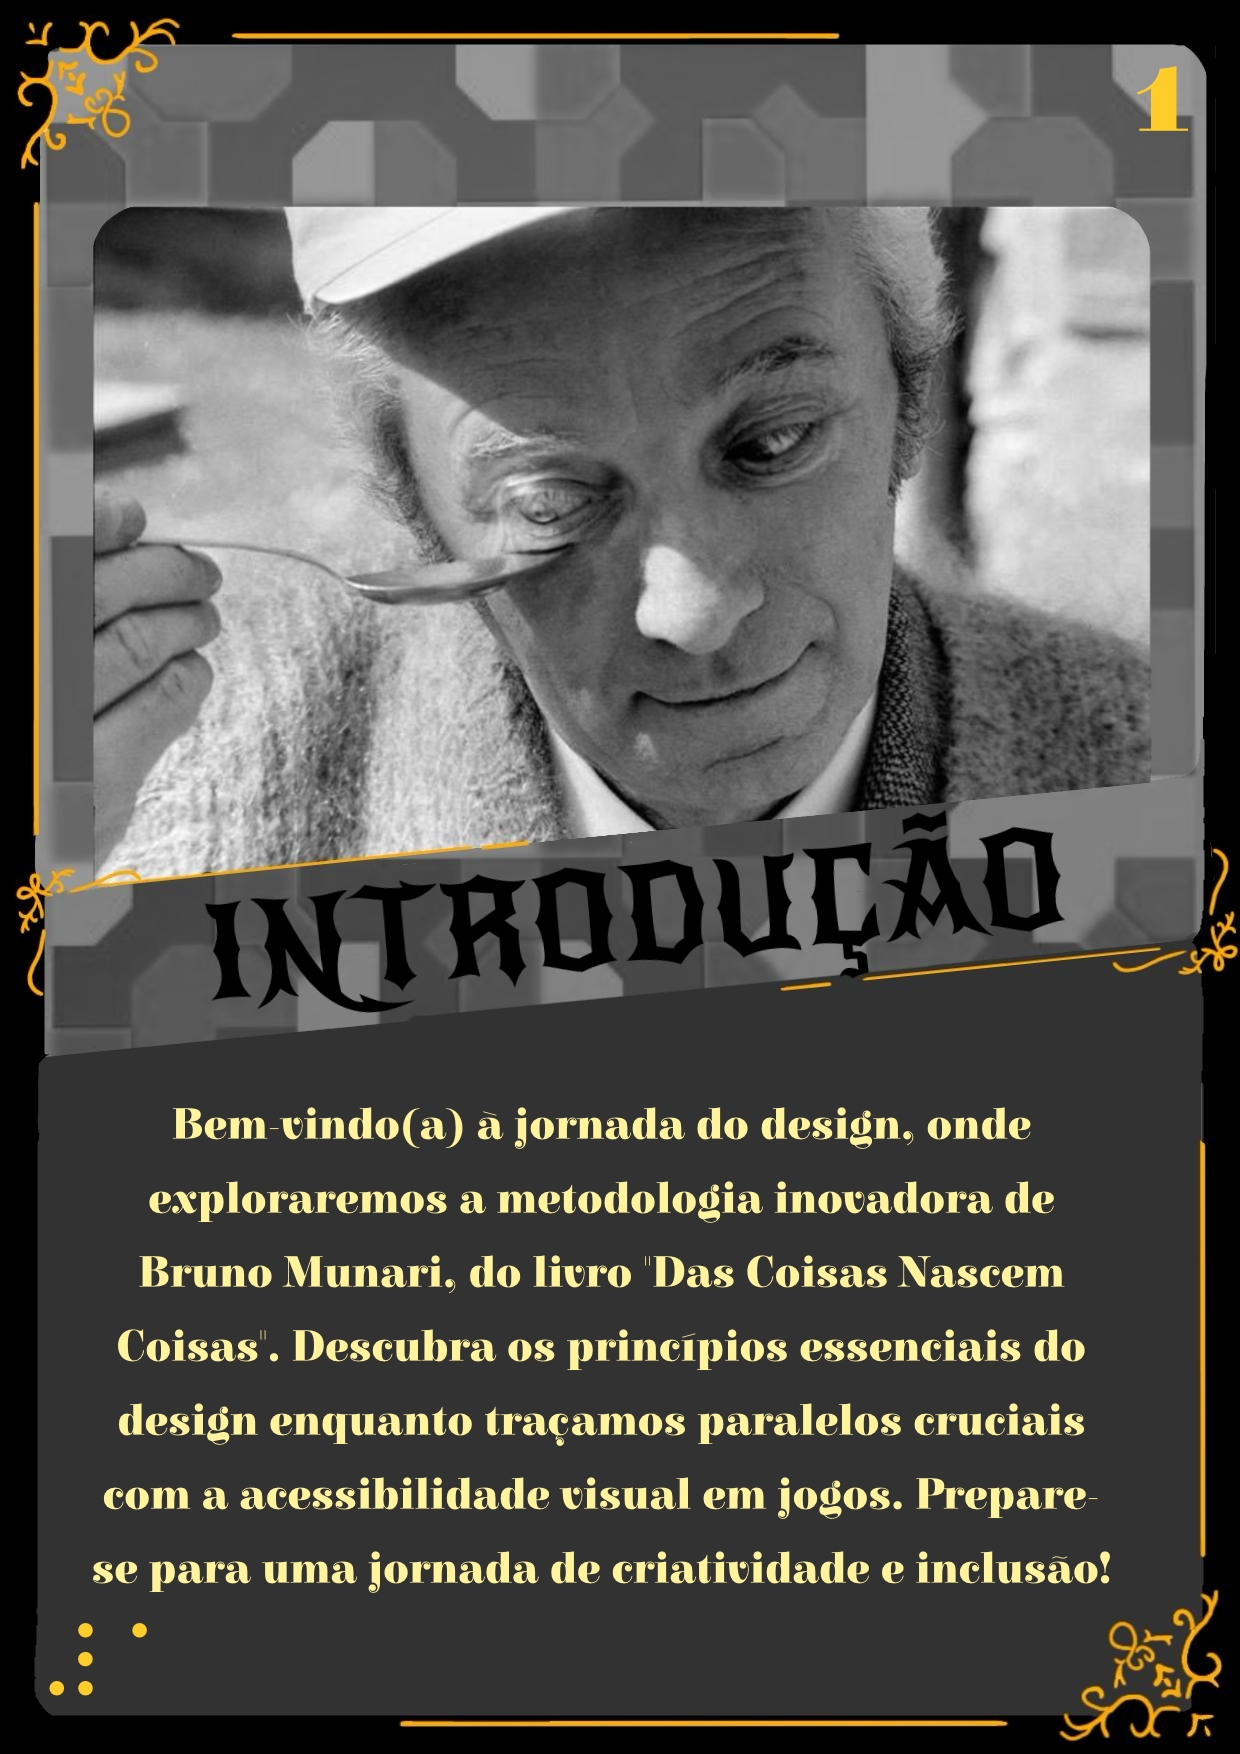 1
INTRODUÇÃO
Bem-vindo(a) à jornada do design, onde
exploraremos a metodologia inovadora de
Bruno Munari, do livro "Das Coisas Nascem
Coisas". Descubra os princípios essenciais do
design enquanto traçamos paralelos cruciais
com a acessibilidade visual em jogos. Prepare-
se para uma jornada de criatividade e inclusão!
⠼⠁